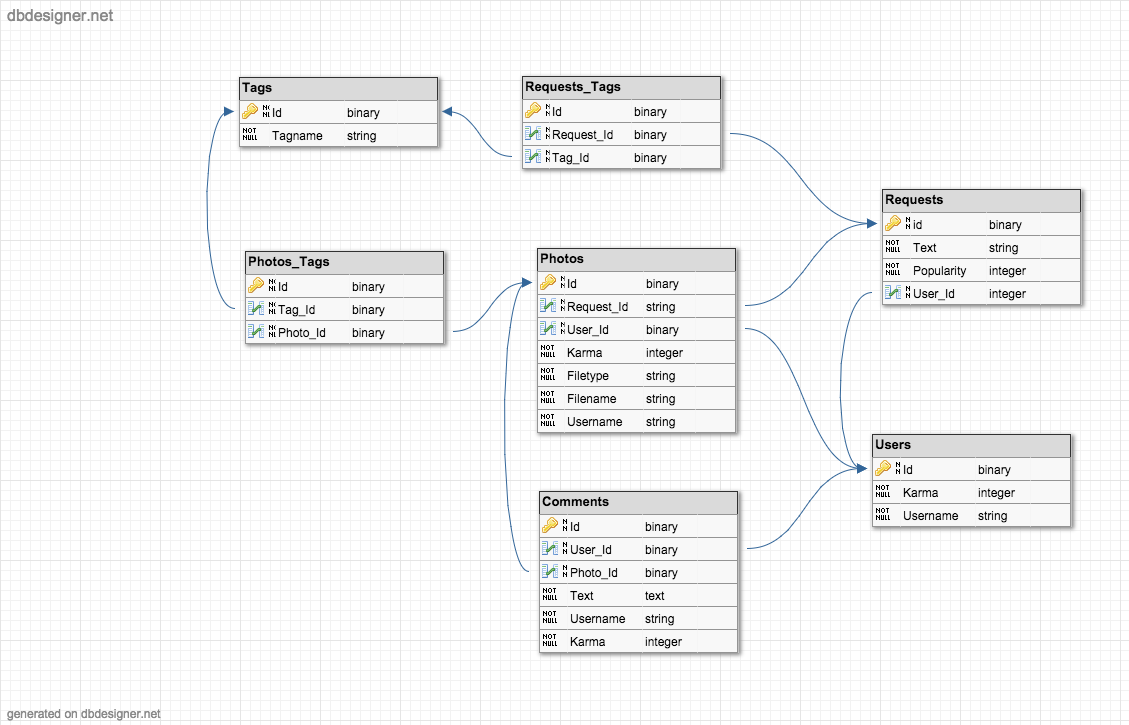 dbdesigner.net
Tags
NOT NULL Id binary
NOT NULL Tagname string
Requests_Tags
Id binary
Request_Id binary
Tag_Id binary
Requests
id binary
NOT NULL Text string
NOT NULL Popularity integer
User_Id integer
Photos_Tags
Id binary
Tag_Id binary
Photo_Id binary
Photos
Id binary
Request_Id string
User_Id binary
NOT NULL Karma integer
NOT NULL Filetype string
NOT NULL Filename string
NOT NULL Username string
Users
Id binary
NOT NULL Karma integer
NOT NULL Username string
Comments
Id binary
User_Id binary
Photo_Id binary
NOT NULL Text text
NOT NULL Username string
NOT NULL Karma integer
generated on dbdesigner.net